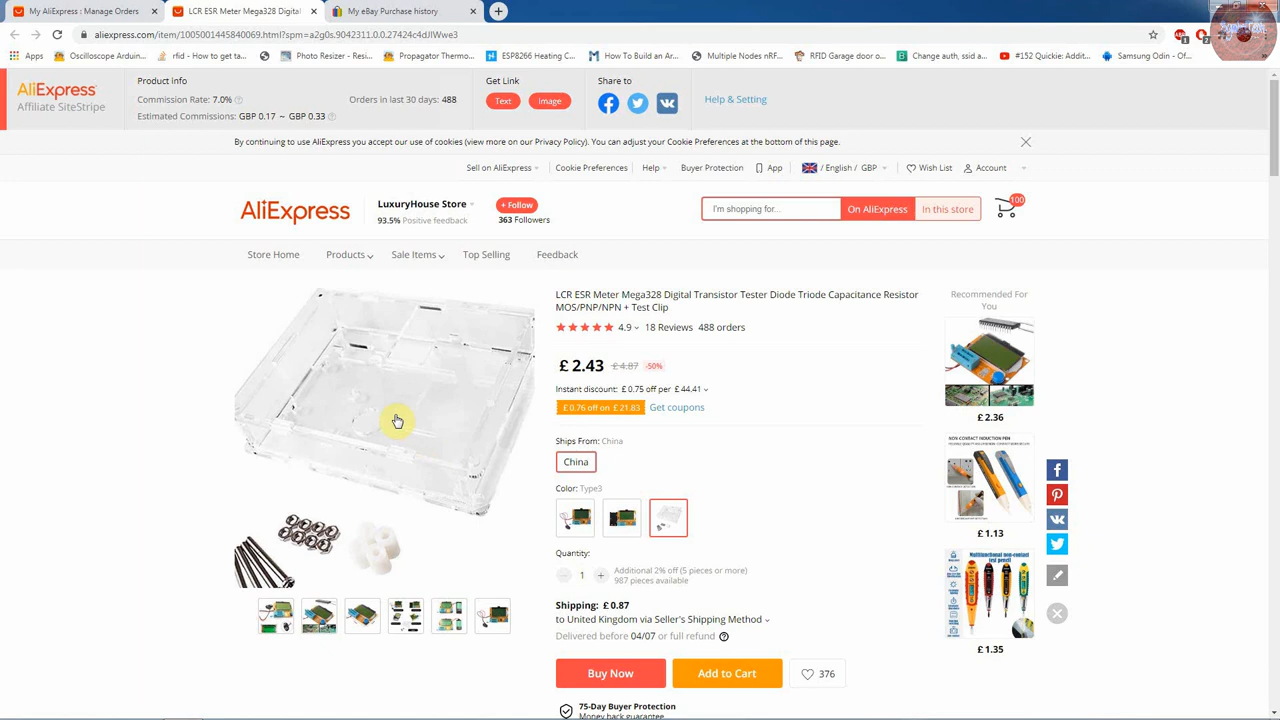 My AliExpress : Manage Orders
LCR ESR Meter Mega328 Digital
My eBay Purchase history
aliexpress.com/item/1005001445840069.html?spm=a2g0s.9042311.0.0.27424c4dJIWwe3
Apps
Oscilloscope Arduin...
rfid - How to get ta...
Photo Resizer - Resi...
Propagator Thermo...
ESP8266 Heating C...
How To Build an Ar...
Multiple Nodes nRF...
RFID Garage door o...
Change auth, ssid a...
#152 Quickie: Addit...
Samsung Odin - Of...
AliExpress
Affiliate SiteStripe
Product info
Commission Rate: 7.0%
Orders in last 30 days: 488
Estimated Commissions: GBP 0.17 ~ GBP 0.33
Get Link
Text
Image
Share to
Help & Setting
By continuing to use AliExpress you accept our use of cookies (view more on our Privacy Policy). You can adjust your Cookie Preferences at the bottom of this page.
Sell on AliExpress
Cookie Preferences
Help
Buyer Protection
App
/ English / GBP
Wish List
Account
AliExpress
LuxuryHouse Store
93.5% Positive feedback
+ Follow
363 Followers
I'm shopping for...
On AliExpress
In this store
100
Store Home
Products
Sale Items
Top Selling
Feedback
LCR ESR Meter Mega328 Digital Transistor Tester Diode Triode Capacitance Resistor
MOS/PNP/NPN + Test Clip
4.9
18 Reviews
488 orders
£ 2.43
£ 4.87
-50%
Instant discount: £ 0.75 off per £ 44.41
£ 0.76 off on £ 21.83
Get coupons
Ships From: China
China
Color: Type3
Quantity:
1
Additional 2% off (5 pieces or more)
987 pieces available
Shipping: £ 0.87
to United Kingdom via Seller's Shipping Method
Delivered before 04/07 or full refund
Buy Now
Add to Cart
376
75-Day Buyer Protection
Money back guarantee
Recommended For
You
£ 2.36
NON-CONTACT INDUCTION PEN
£ 1.13
Multifunctional non-contact
test pencil
£ 1.35